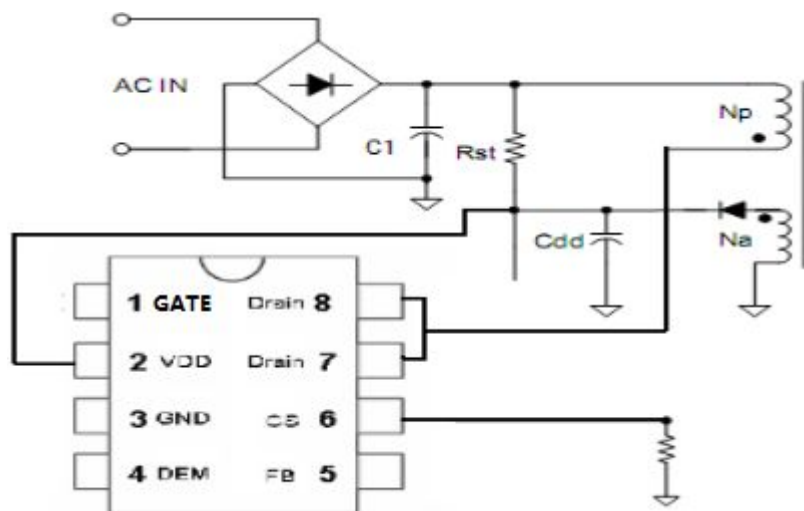 AC IN
C1
Rst
Np
Cdd
Na
1 GATE Drain 8
2 VDD Drain 7
3 GND CS 6
4 DEM FB 5